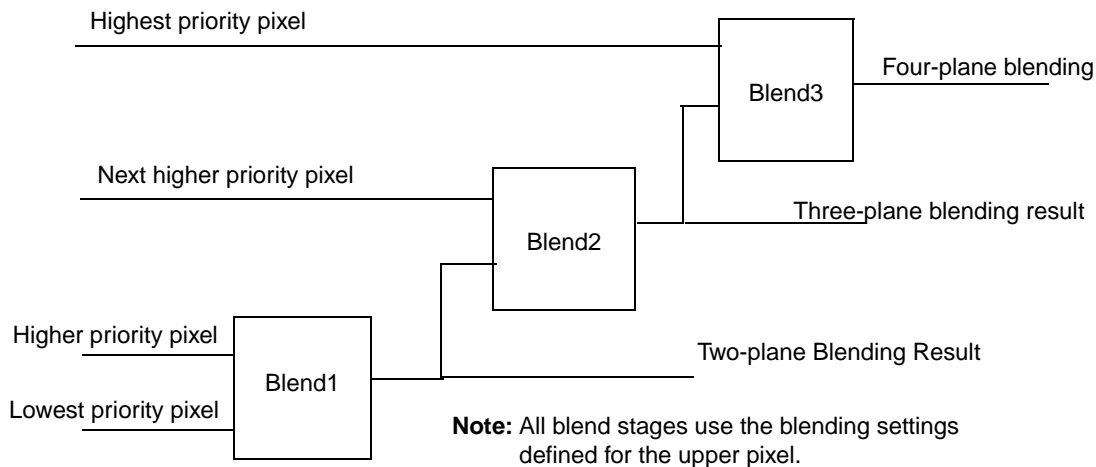 Highest priority pixel
Four-plane blending
Blend3
Next higher priority pixel
Three-plane blending result
Blend2
Higher priority pixel
Two-plane Blending Result
Blend1
Lowest priority pixel
Note: All blend stages use the blending settings
defined for the upper pixel.